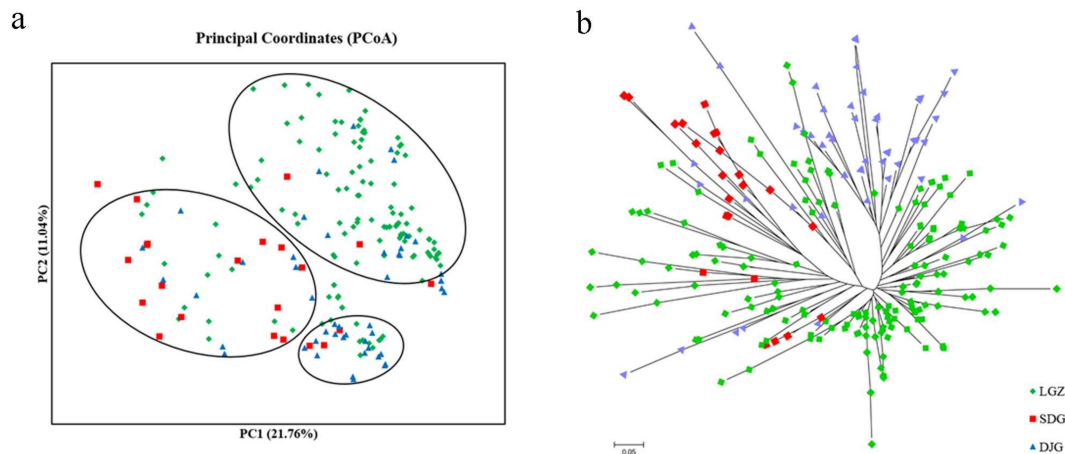 a
b
Principal Coordinates (PCoA)
PC2 (11.04%)
PC1 (21.76%)
LGZ
SDG
DJG
0.05